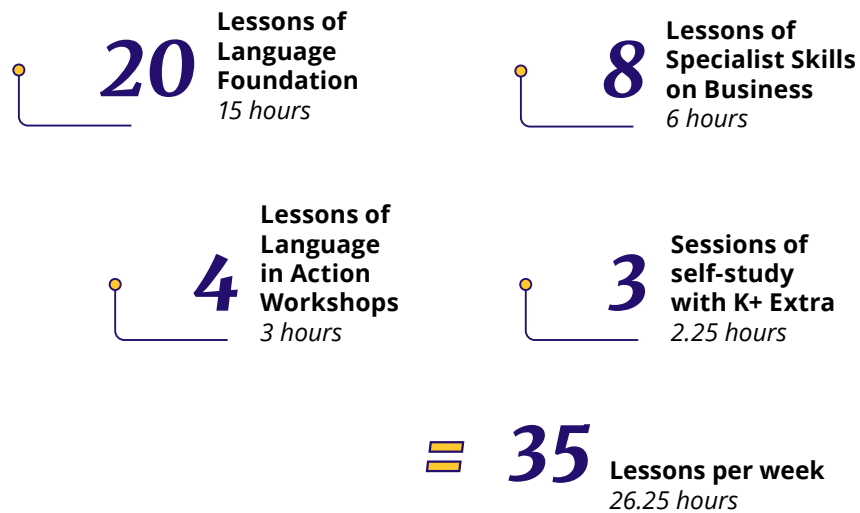 20
Lessons of
Language
Foundation
15 hours
8
Lessons of
Specialist Skills
on Business
6 hours
4
Lessons of
Language
in Action
Workshops
3 hours
3
Sessions of
self-study
with K+ Extra
2.25 hours
= 35
Lessons per week
26.25 hours